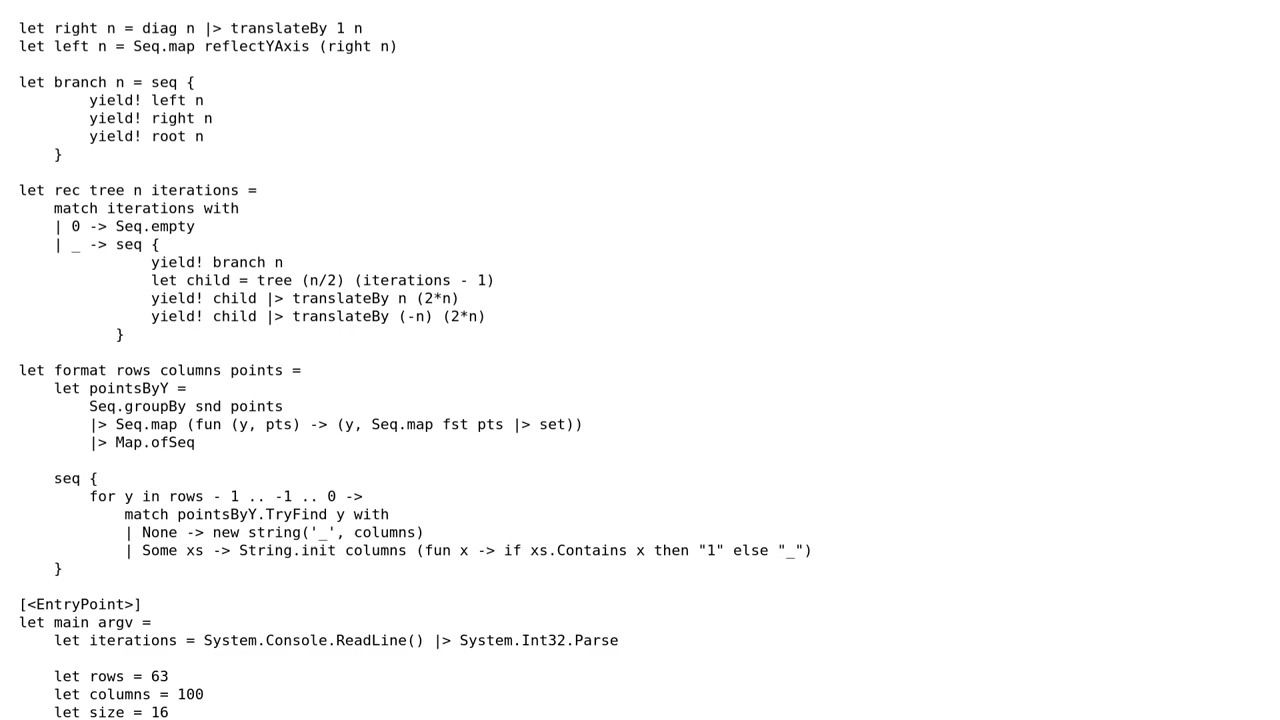 let right n = diag n |> translateBy 1 n
let left n = Seq.map reflectYAxis (right n)

let branch n = seq {
        yield! left n
        yield! right n
        yield! root n
    }

let rec tree n iterations =
    match iterations with
    | 0 -> Seq.empty
    | _ -> seq {
               yield! branch n
               let child = tree (n/2) (iterations - 1)
               yield! child |> translateBy n (2*n)
               yield! child |> translateBy (-n) (2*n)
           }

let format rows columns points =
    let pointsByY =
        Seq.groupBy snd points
        |> Seq.map (fun (y, pts) -> (y, Seq.map fst pts |> set))
        |> Map.ofSeq

    seq {
        for y in rows - 1 .. -1 .. 0 ->
            match pointsByY.TryFind y with
            | None -> new string('_', columns)
            | Some xs -> String.init columns (fun x -> if xs.Contains x then "1" else "_")
    }

[<EntryPoint>]
let main argv =
    let iterations = System.Console.ReadLine() |> System.Int32.Parse

    let rows = 63
    let columns = 100
    let size = 16